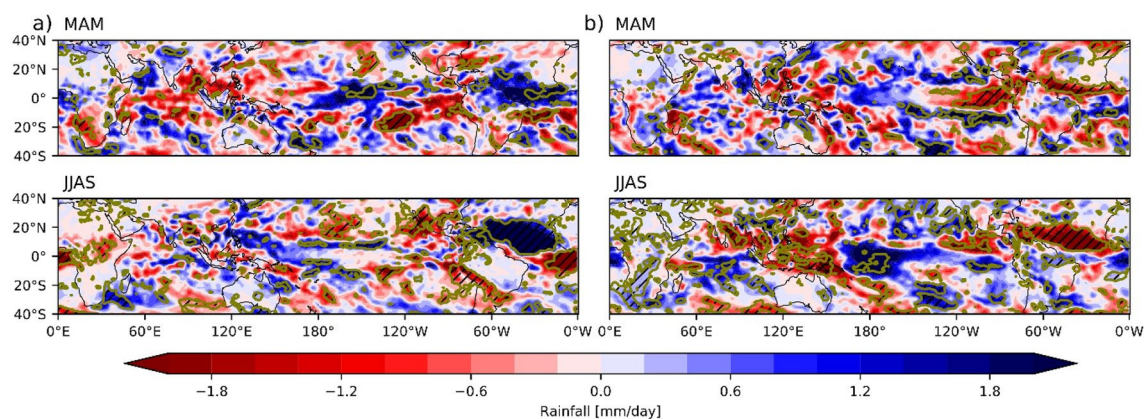 a) MAM b) MAM
40°N
20°N
0°
20°S
40°S
JJAS JJAS
40°N
20°N
0°
20°S
40°S
0°E 60°E 120°E 180° 120°W 60°W 0°W 0°E 60°E 120°E 180° 120°W 60°W 0°W
−1.8 −1.2 −0.6 0.0 0.6 1.2 1.8
Rainfall [mm/day]